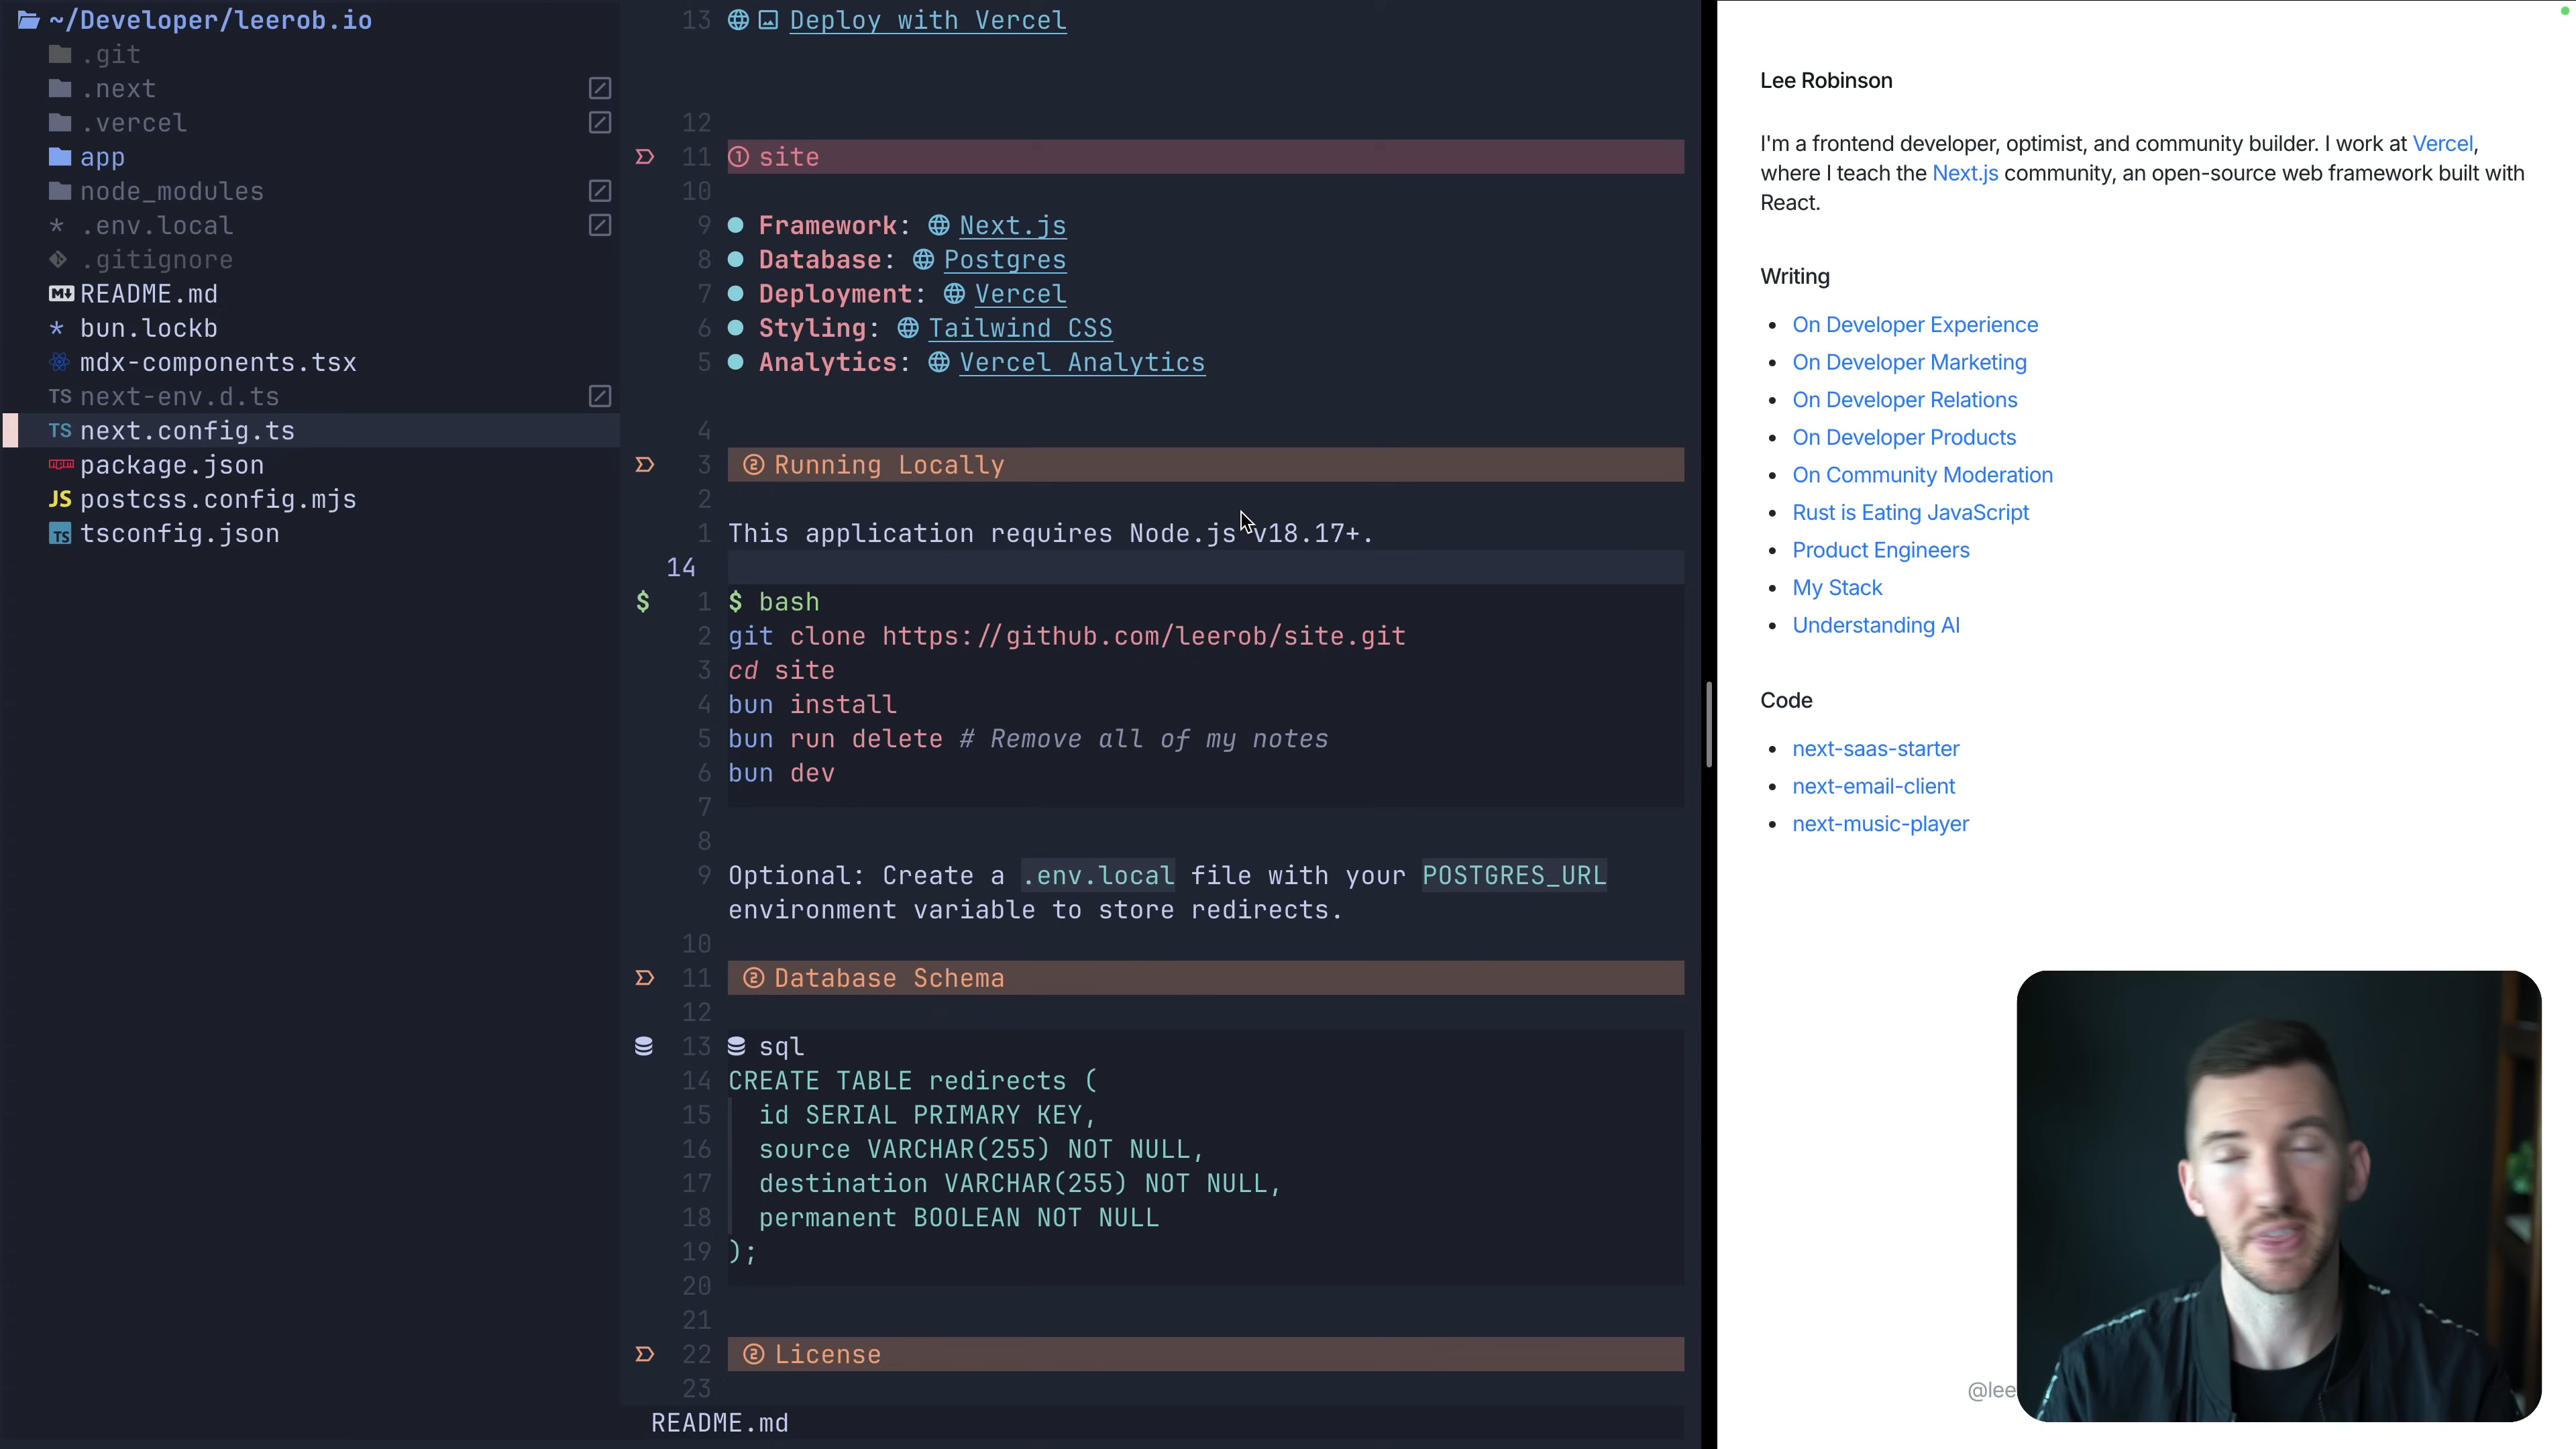 ~/Developer/leerob.io
.git
.next
.vercel
app
node_modules
.env.local
.gitignore
README.md
bun.lockb
mdx-components.tsx
TS next-env.d.ts
TS next.config.ts
package.json
JS postcss.config.mjs
tsconfig.json
13 Deploy with Vercel
12
11 1 site
10
9 Framework: Next.js
8 Database: Postgres
7 Deployment: Vercel
6 Styling: Tailwind CSS
5 Analytics: Vercel Analytics
4
3 2 Running Locally
2
1 This application requires Node.js v18.17+.
14
$ 1 $ bash
2 git clone https://github.com/leerob/site.git
3 cd site
4 bun install
5 bun run delete # Remove all of my notes
6 bun dev
7
8
9 Optional: Create a .env.local file with your POSTGRES_URL
environment variable to store redirects.
10
11 2 Database Schema
12
13 sql
14 CREATE TABLE redirects (
15 id SERIAL PRIMARY KEY,
16 source VARCHAR(255) NOT NULL,
17 destination VARCHAR(255) NOT NULL,
18 permanent BOOLEAN NOT NULL
19 );
20
21
22 2 License
23
README.md
Lee Robinson
I'm a frontend developer, optimist, and community builder. I work at Vercel,
where I teach the Next.js community, an open-source web framework built with
React.
Writing
• On Developer Experience
• On Developer Marketing
• On Developer Relations
• On Developer Products
• On Community Moderation
• Rust is Eating JavaScript
• Product Engineers
• My Stack
• Understanding AI
Code
• next-saas-starter
• next-email-client
• next-music-player
@lee